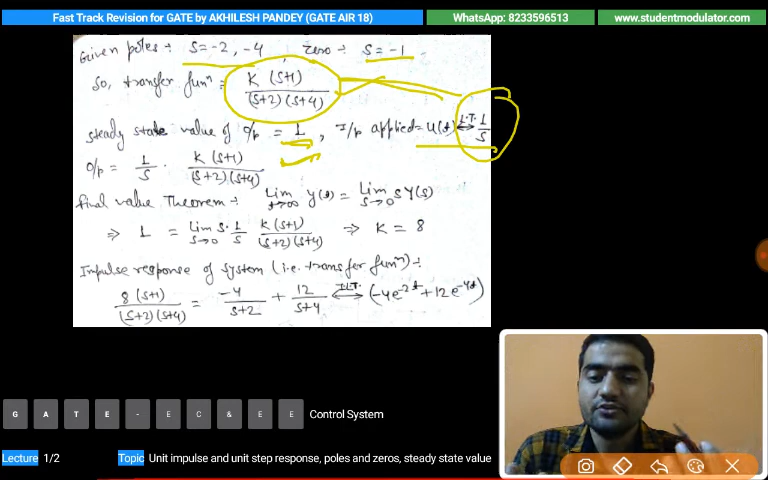 Fast Track Revision for GATE by AKHILESH PANDEY (GATE AIR 18) WhatsApp: 8233596513 www.studentmodulator.com
Given poles :- S=-2, -4, Zero :- S=-1
So, transfer funⁿ = K(S+1)/(S+2)(S+4)
steady state value of o/p = 1, I/p applied = u(t) L.T.⟷ 1/S
o/p = 1/S · K(S+1)/(S+2)(S+4)
final value Theorem :- Lim t→∞ y(t) = Lim S→0 SY(S)
⇒ 1 = Lim S→0 S·1/S K(S+1)/(S+2)(S+4) ⇒ K = 8
Impulse response of system (i.e. transfer funⁿ) :-
8(S+1)/(S+2)(S+4) = -4/S+2 + 12/S+4 I.L.T.⟷ (-4e^-2t + 12e^-4t)
G A T E - E C & E E Control System
Lecture 1/2 Topic Unit impulse and unit step response, poles and zeros, steady state value